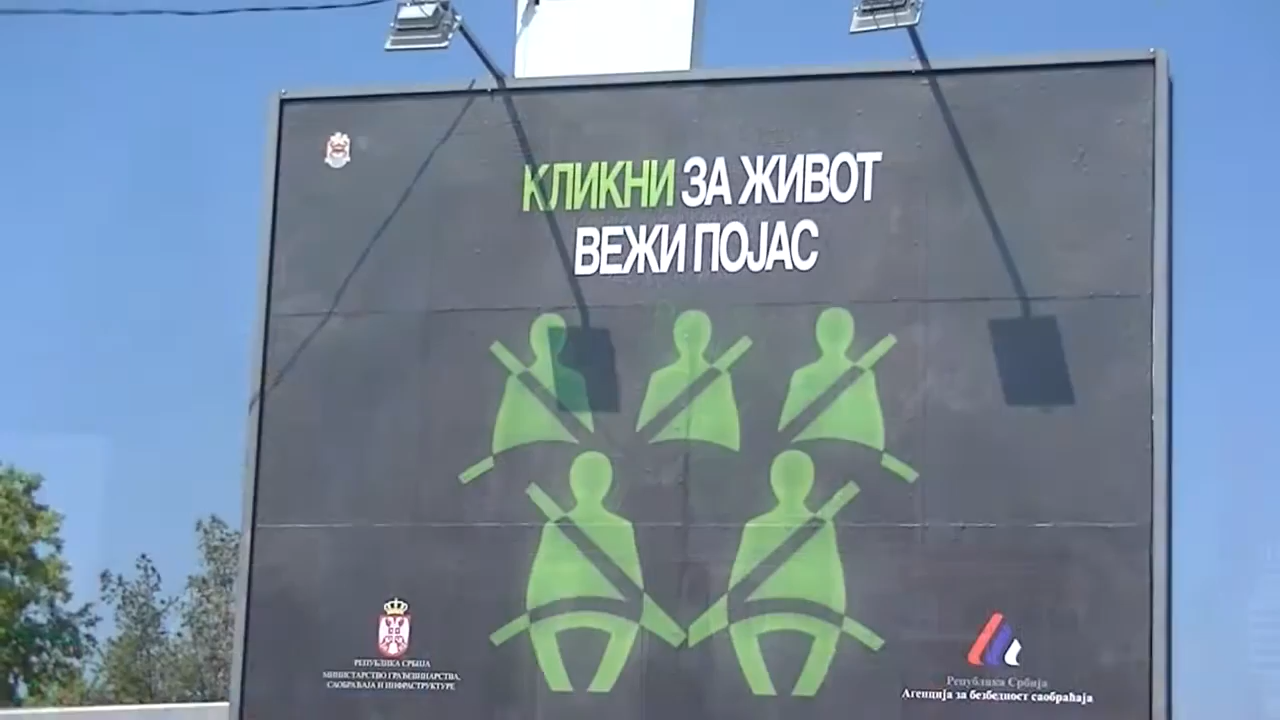 КЛИКНИ ЗА ЖИВОТ
ВЕЖИ ПОЈАС
РЕПУБЛИКА СРБИЈА
МИНИСТАРСТВО ГРАЂЕВИНАРСТВА,
САОБРАЋАЈА И ИНФРАСТРУКТУРЕ
Република Србија
Агенција за безбедност саобраћаја